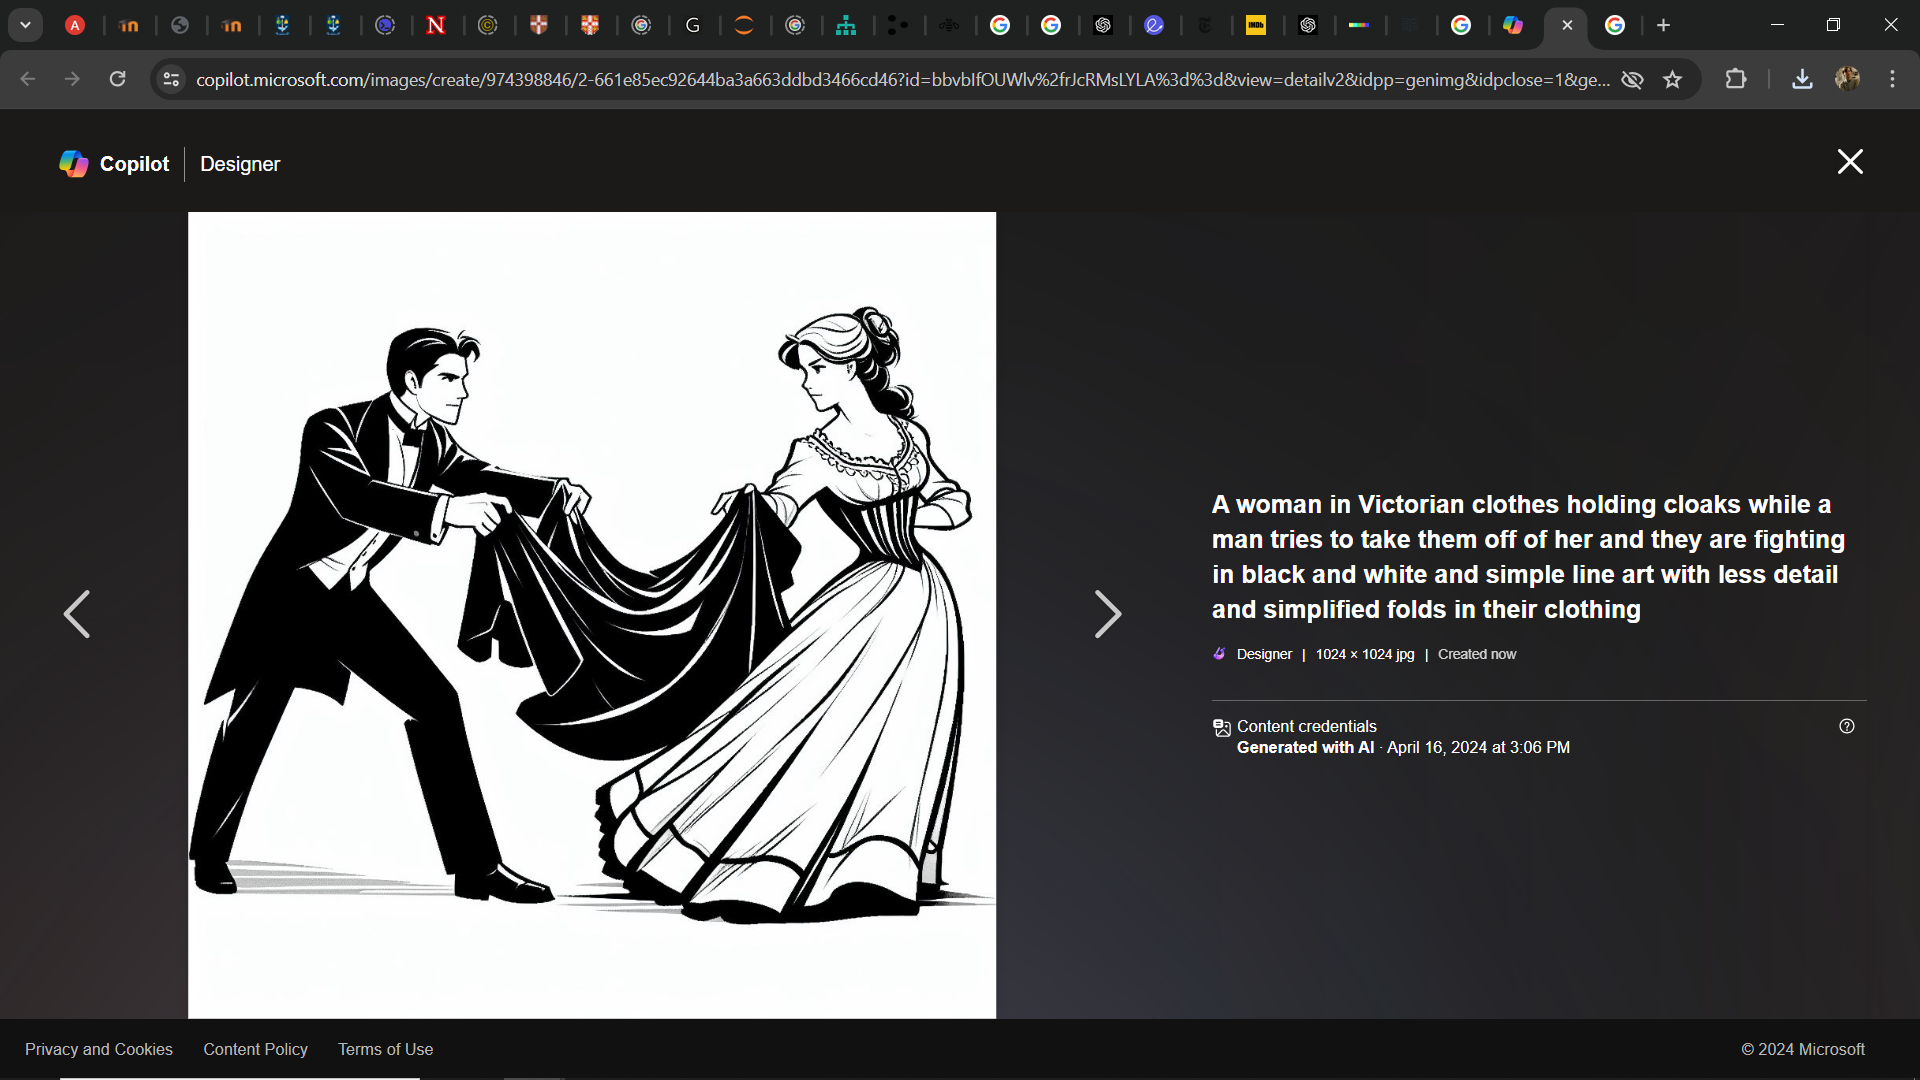 A
N
G
IMDb
copilot.microsoft.com/images/create/974398846/2-661e85ec92644ba3a663ddbd3466cd46?id=bbvbIfOUWlv%2frJcRMsLYLA%3d%3d&view=detailv2&idpp=genimg&idpclose=1&ge...
Copilot
Designer
A woman in Victorian clothes holding cloaks while a
man tries to take them off of her and they are fighting
in black and white and simple line art with less detail
and simplified folds in their clothing
Designer | 1024 × 1024 jpg | Created now
Content credentials
Generated with AI · April 16, 2024 at 3:06 PM
Privacy and Cookies
Content Policy
Terms of Use
© 2024 Microsoft